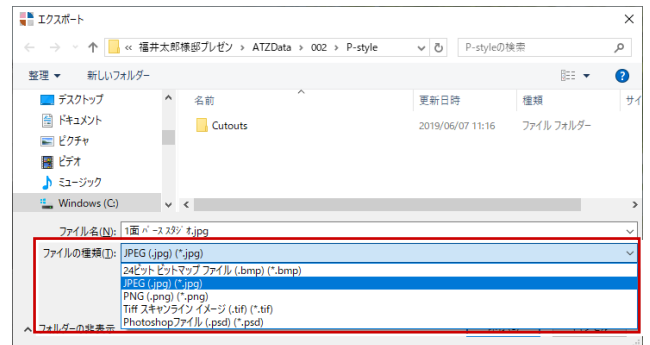 エクスポート
« 福井太郎様邸プレゼン > ATZData > 002 > P-style
P-styleの検索
整理 新しいフォルダー
デスクトップ
ドキュメント
ピクチャ
ビデオ
ミュージック
Windows (C:)
名前 更新日時 種類 サイ
Cutouts 2019/06/07 11:16 ファイル フォルダー
ファイル名(N): 1面 パース スタジオ.jpg
ファイルの種類(T): JPEG (.jpg) (*.jpg)
24ビット ビットマップ ファイル (.bmp) (*.bmp)
JPEG (.jpg) (*.jpg)
PNG (.png) (*.png)
Tiff スキャンライン イメージ (.tif) (*.tif)
Photoshopファイル (.psd) (*.psd)
フォルダーの非表示